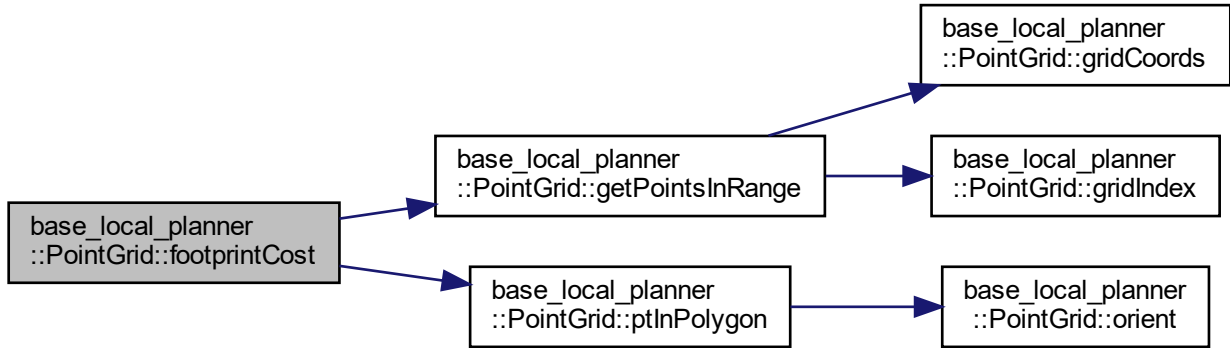 base_local_planner
::PointGrid::footprintCost
base_local_planner
::PointGrid::getPointsInRange
base_local_planner
::PointGrid::gridCoords
base_local_planner
::PointGrid::gridIndex
base_local_planner
::PointGrid::ptInPolygon
base_local_planner
::PointGrid::orient